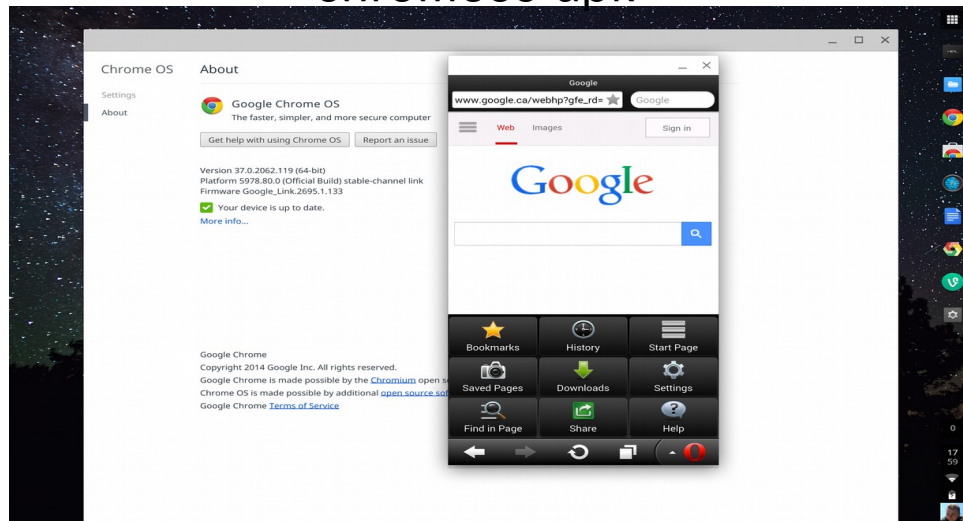 chromeos-apk
Chrome OS
Settings
About
About
Google Chrome OS
The faster, simpler, and more secure computer
Get help with using Chrome OS
Report an issue
Version 37.0.2062.119 (64-bit)
Platform 5978.80.0 (Official Build) stable-channel link
Firmware Google_Link.2695.1.133
Your device is up to date.
More info...
Google Chrome
Copyright 2014 Google Inc. All rights reserved.
Google Chrome is made possible by the Chromium open s
Chrome OS is made possible by additional open source sof
Google Chrome Terms of Service
Google
www.google.ca/webhp?gfe_rd=
Google
Web
Images
Sign in
Google
Bookmarks
History
Start Page
Saved Pages
Downloads
Settings
Find in Page
Share
Help
0
17
59